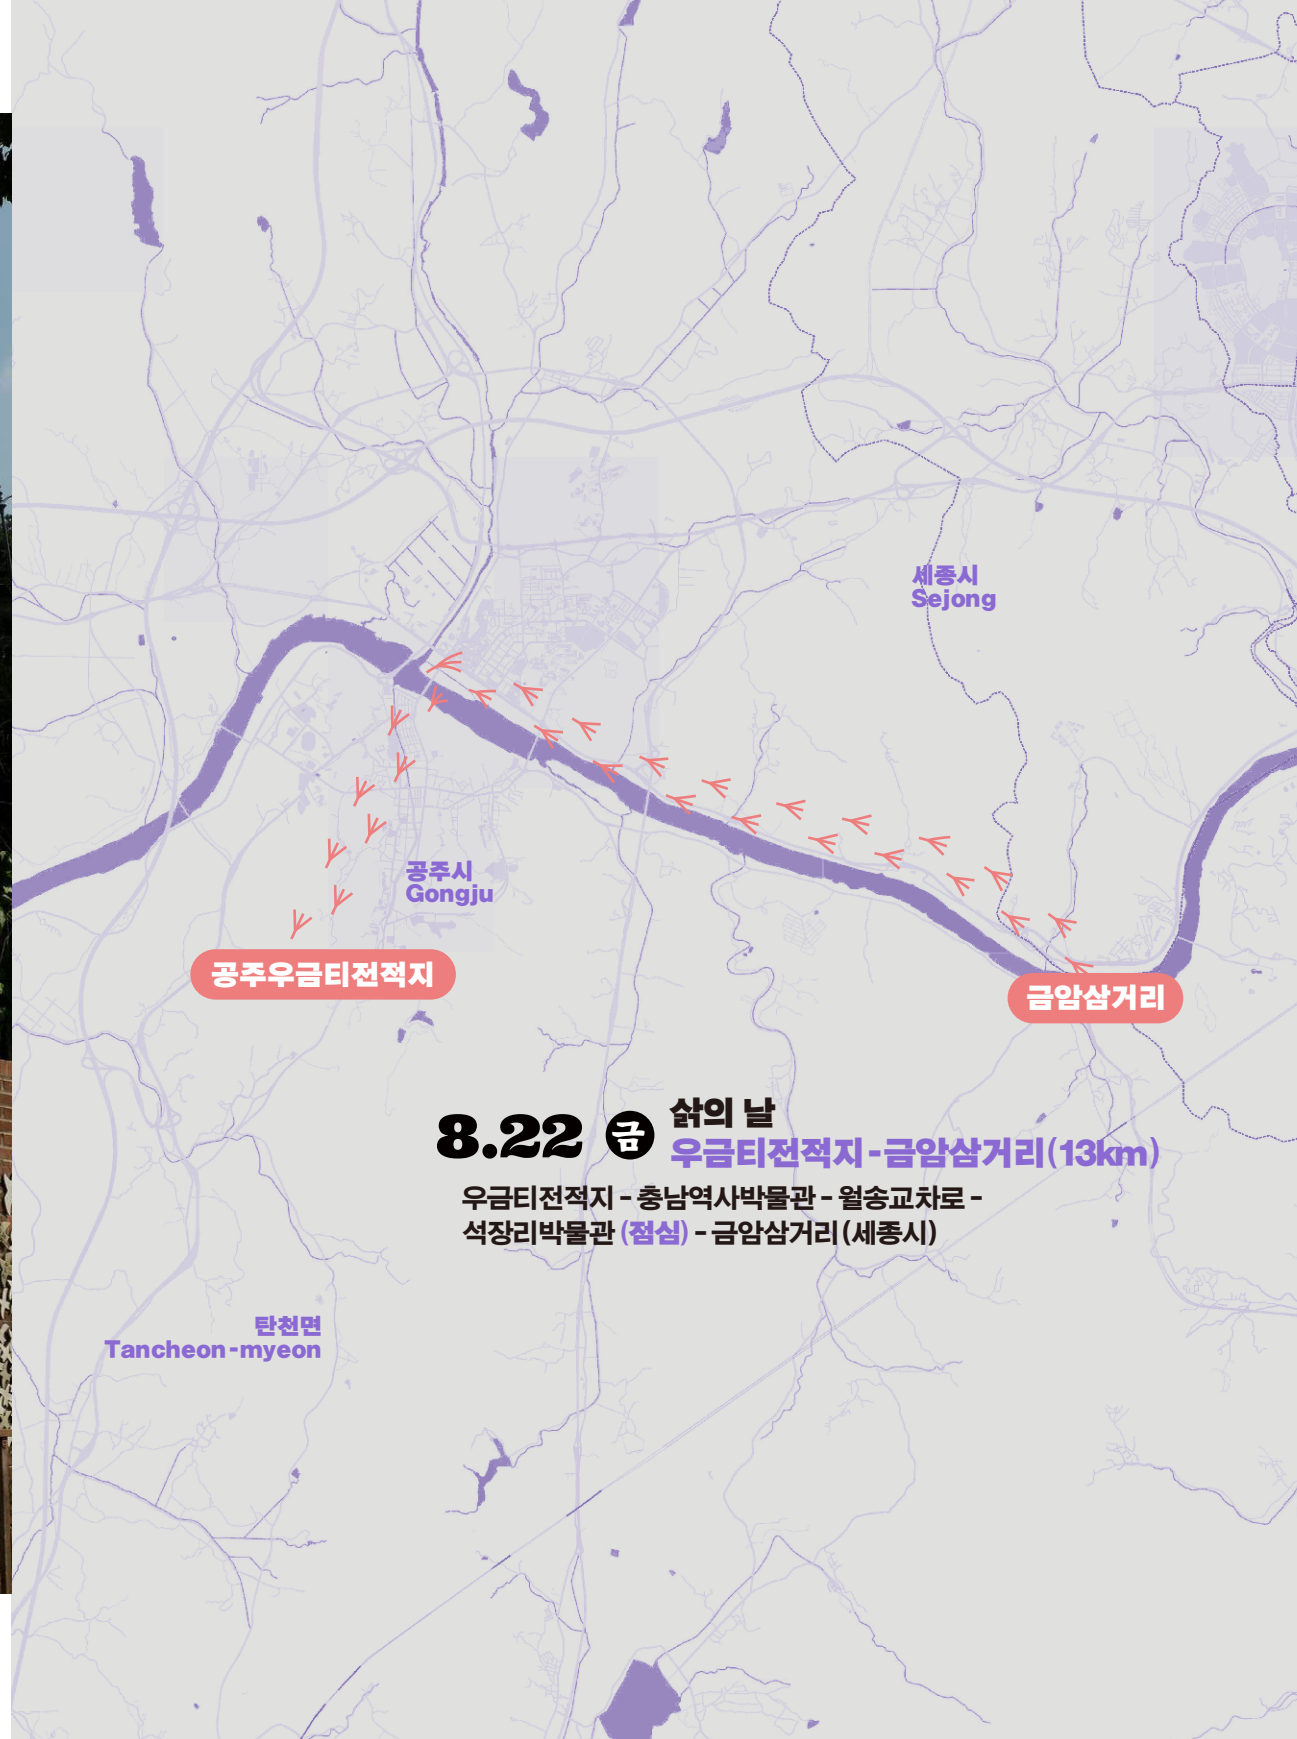 세종시
Sejong
공주시
Gongju
공주우금티전적지
금암삼거리
8.22 금
삶의 날
우금티전적지-금암삼거리(13km)
우금티전적지 - 충남역사박물관 - 월송교차로 -
석장리박물관 (점심) - 금암삼거리(세종시)
탄천면
Tancheon-myeon